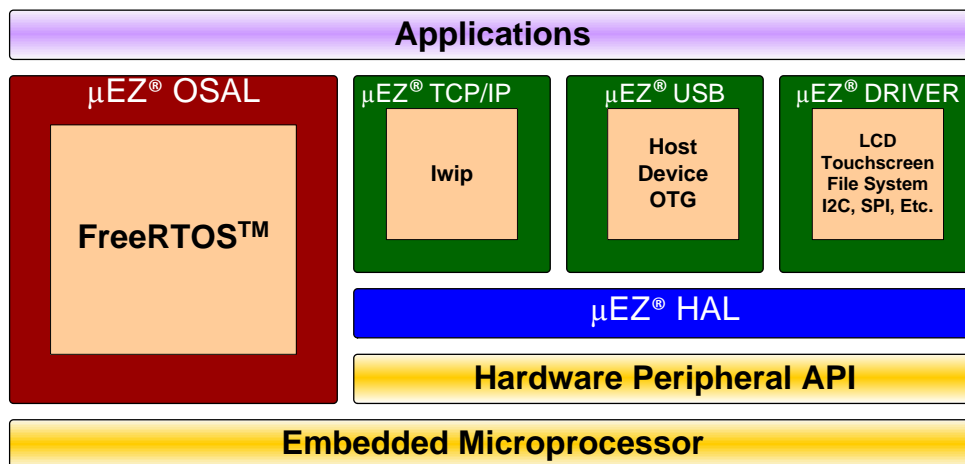 Applications
µEZ® OSAL
FreeRTOS™
µEZ® TCP/IP
lwip
µEZ® USB
Host
Device
OTG
µEZ® DRIVER
LCD
Touchscreen
File System
I2C, SPI, Etc.
µEZ® HAL
Hardware Peripheral API
Embedded Microprocessor